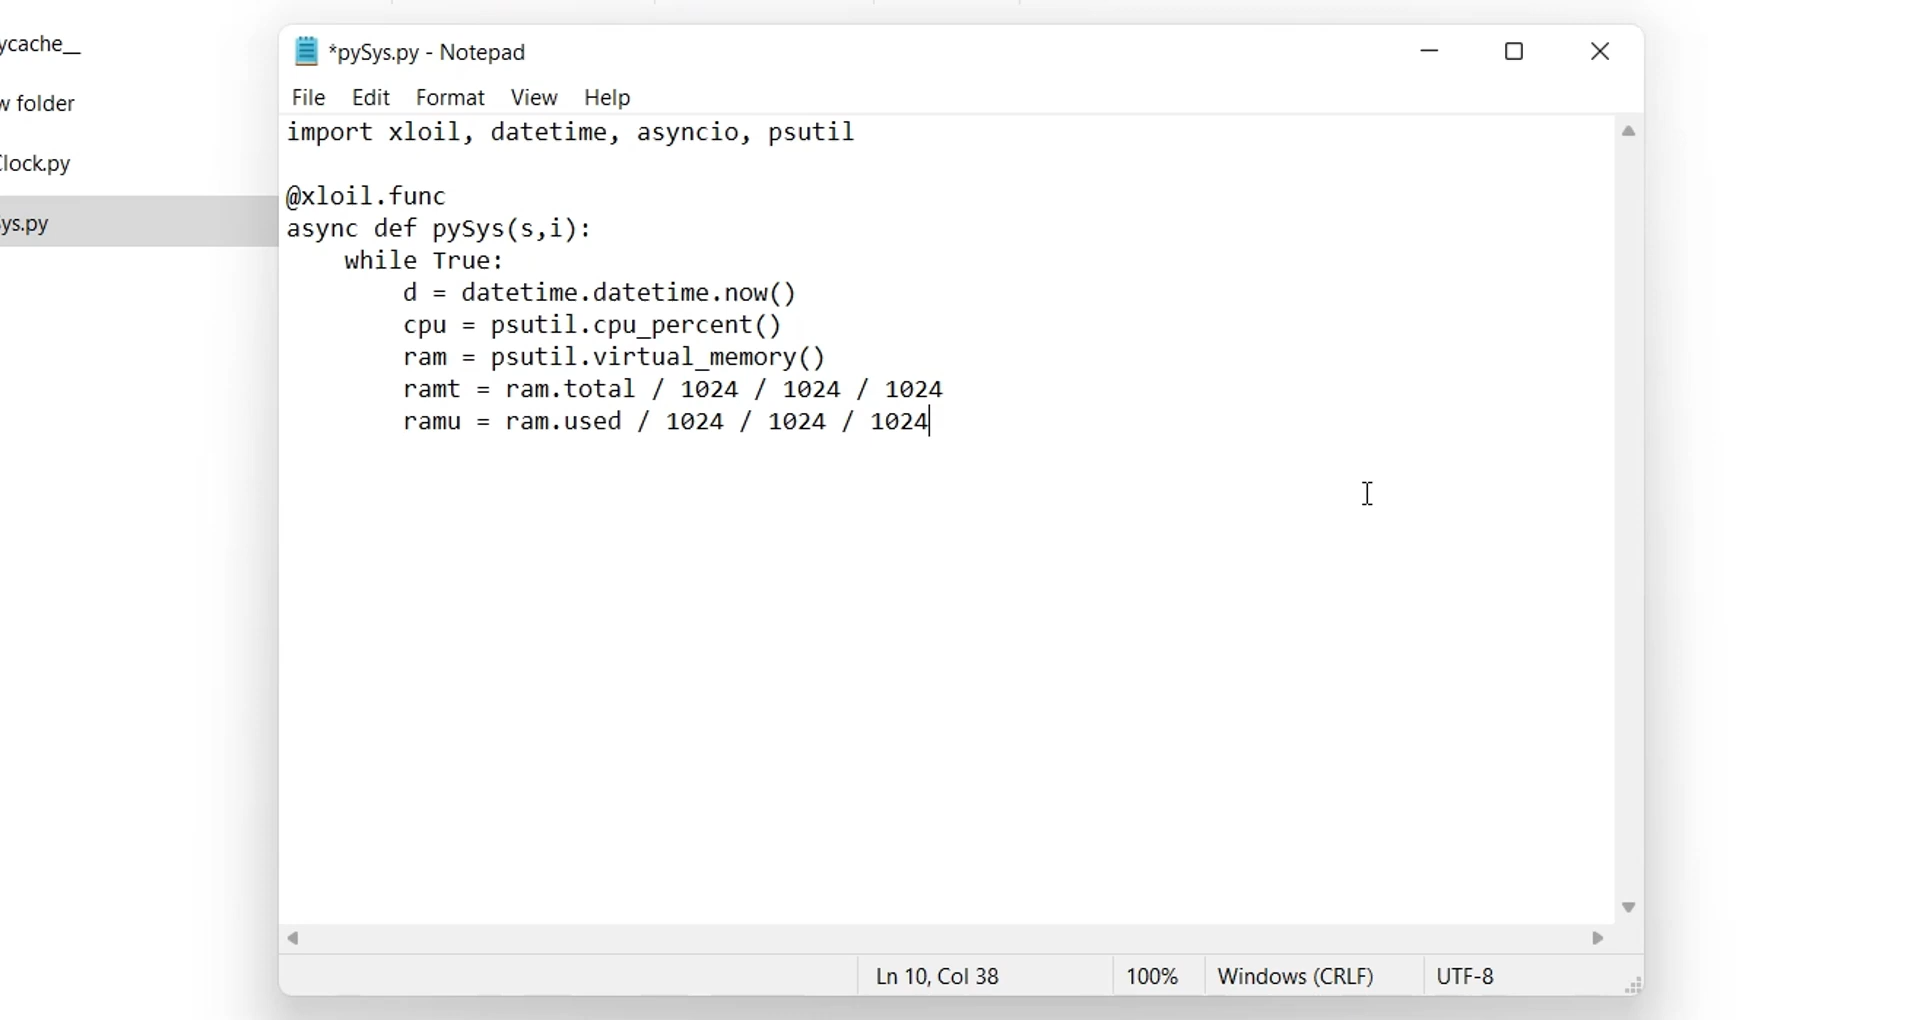 ycache__
w folder
Clock.py
ys.py
*pySys.py - Notepad
File Edit Format View Help
import xloil, datetime, asyncio, psutil
@xloil.func
async def pySys(s,i):
    while True:
        d = datetime.datetime.now()
        cpu = psutil.cpu_percent()
        ram = psutil.virtual_memory()
        ramt = ram.total / 1024 / 1024 / 1024
        ramu = ram.used / 1024 / 1024 / 1024
Ln 10, Col 38 100% Windows (CRLF) UTF-8